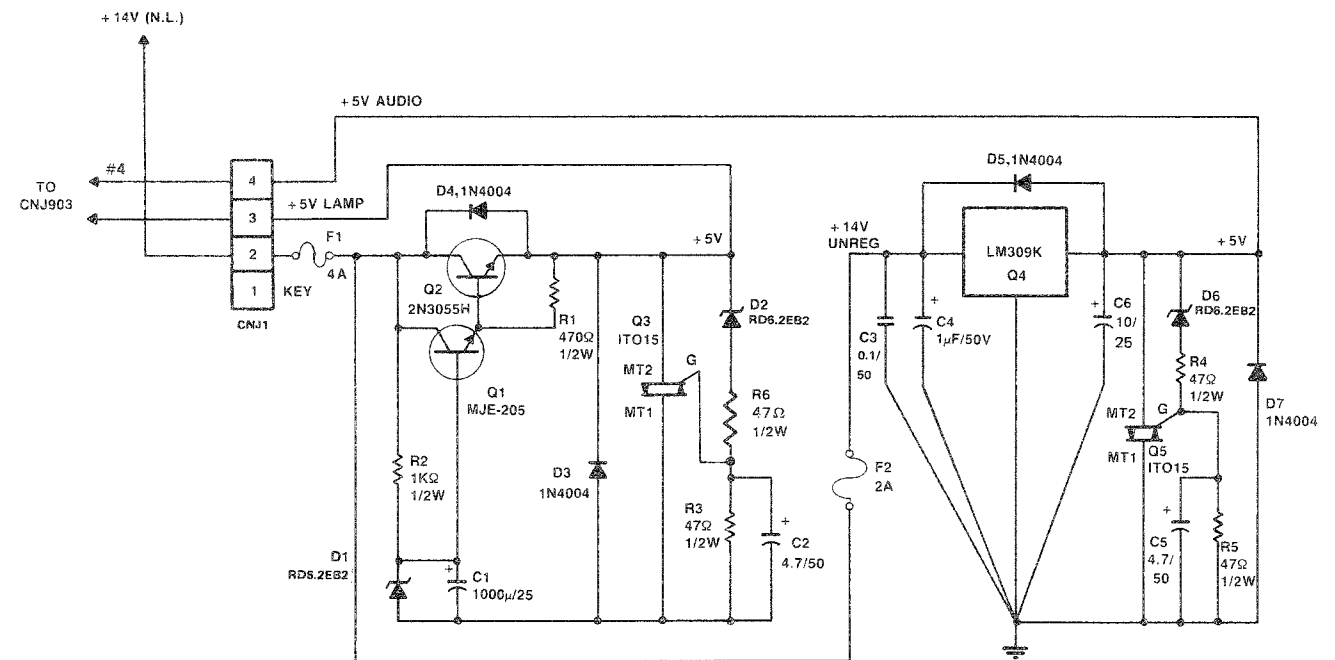 + 14V (N.L.)
+ 5V AUDIO
#4
TO
CNJ903
4
3
2
1
+5V LAMP
F1
4A
KEY
CNJ1
D4,1N4004
Q2
2N3055H
Q1
MJE-205
R1
470Ω
1/2W
R2
1KΩ
1/2W
D1
RD6.2EB2
C1
1000μ/25
+
D3
1N4004
Q3
ITO15
MT2
MT1
G
+5V
D2
RD6.2EB2
R6
47Ω
1/2W
R3
47Ω
1/2W
+
C2
4.7/50
F2
2A
+14V
UNREG
D5,1N4004
LM309K
Q4
C3
0.1/
50
+
C4
1μF/50V
+
C6
10/
25
+5V
D6
RD6.2EB2
R4
47Ω
1/2W
MT2
G
MT1
Q5
ITO15
D7
1N4004
+
C5
4.7/
50
R5
47Ω
1/2W